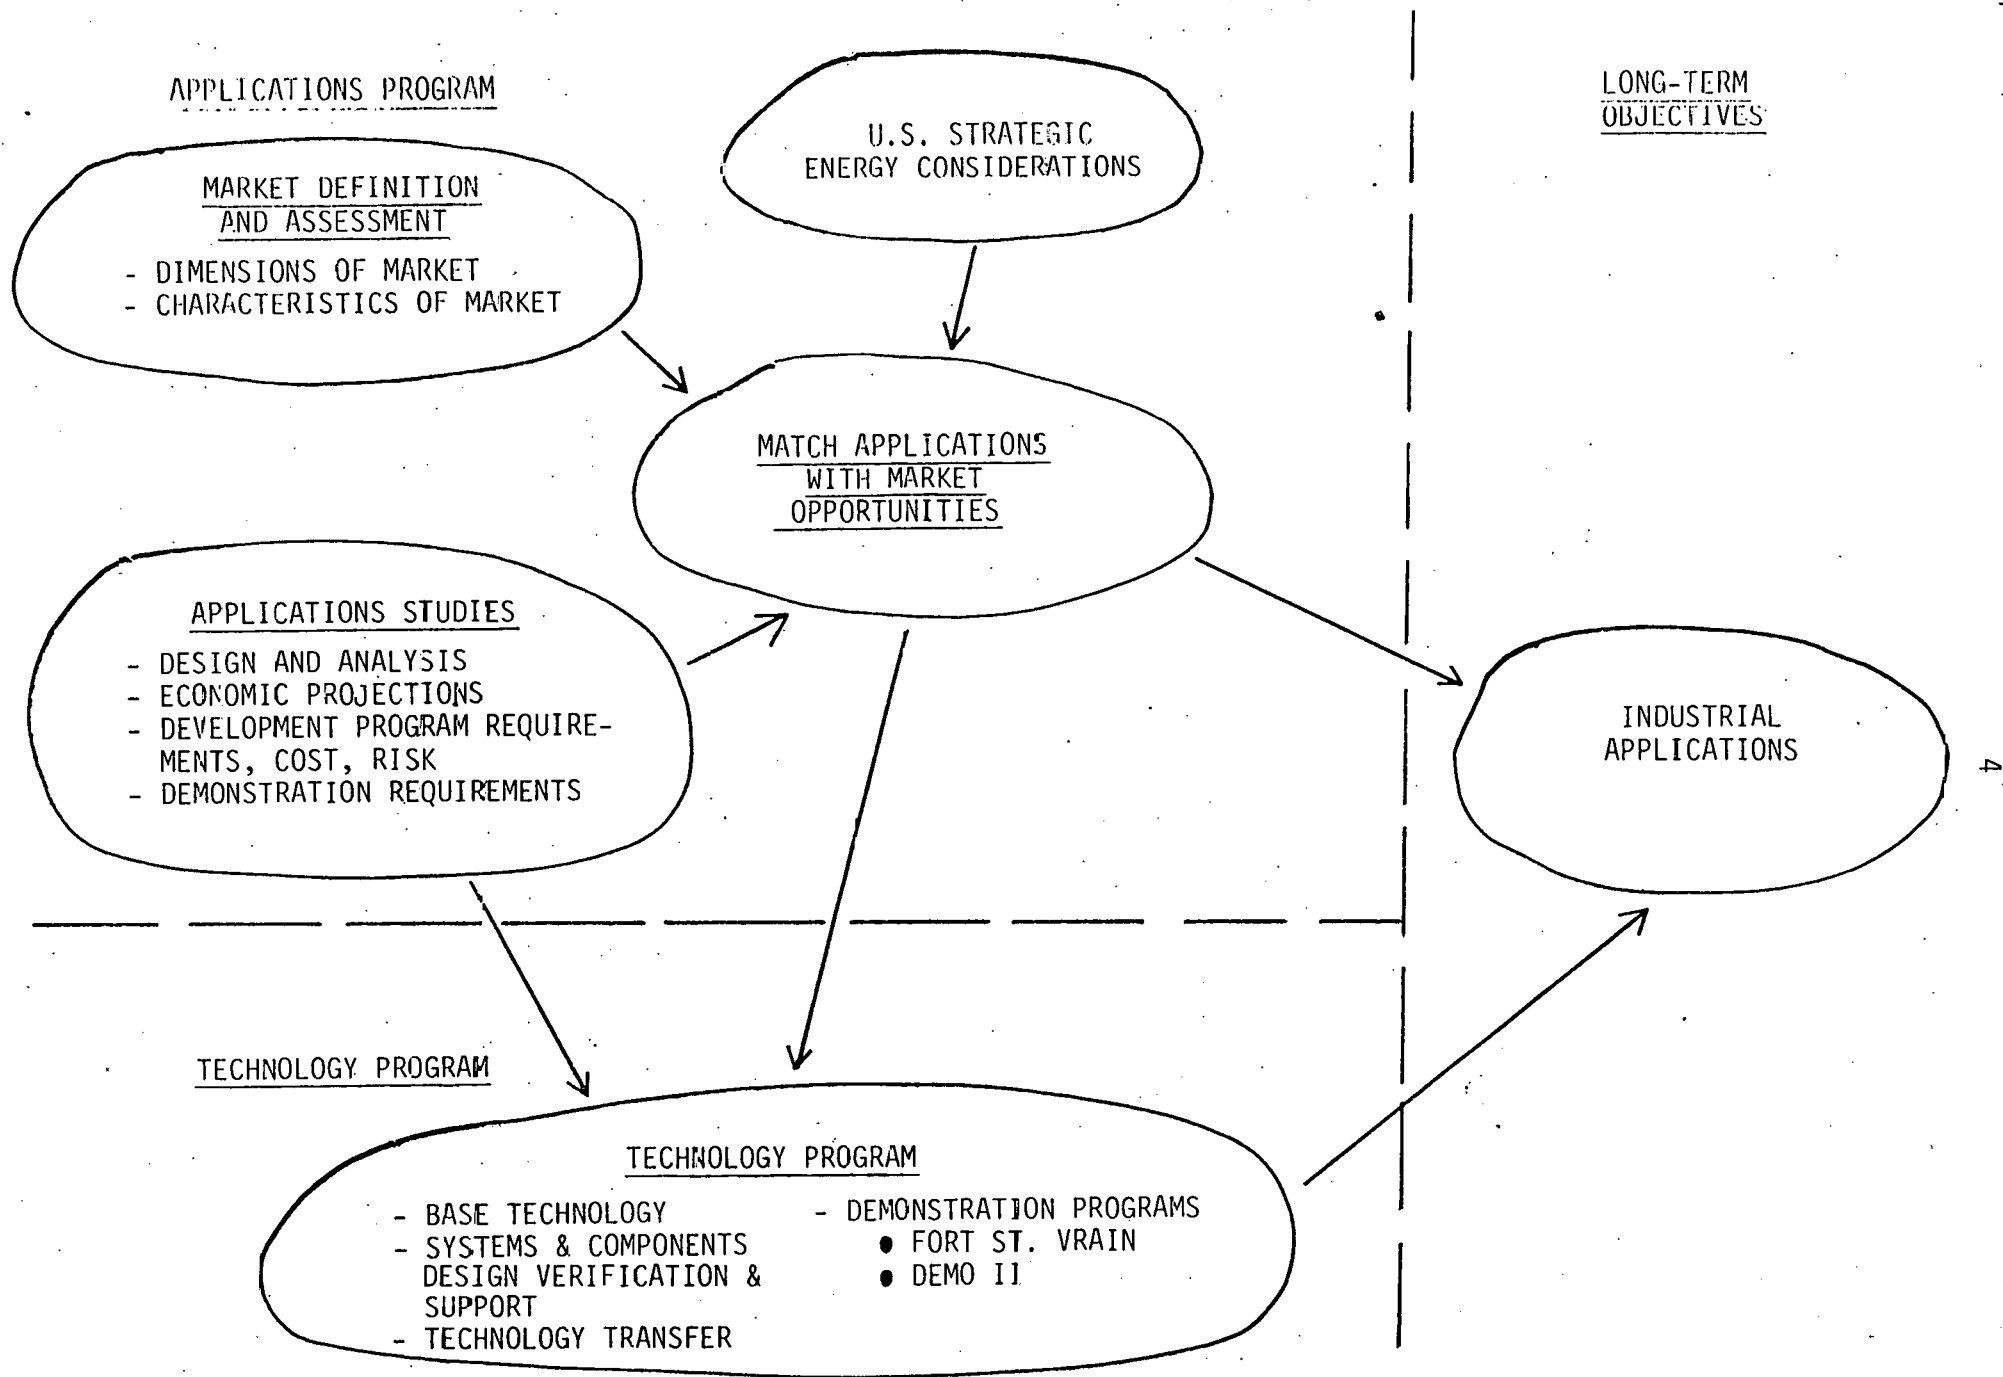 APPLICATIONS PROGRAM
LONG-TERM
OBJECTIVES
U.S. STRATEGIC
ENERGY CONSIDERATIONS
MARKET DEFINITION
AND ASSESSMENT
- DIMENSIONS OF MARKET
- CHARACTERISTICS OF MARKET
MATCH APPLICATIONS
WITH MARKET
OPPORTUNITIES
APPLICATIONS STUDIES
- DESIGN AND ANALYSIS
- ECONOMIC PROJECTIONS
- DEVELOPMENT PROGRAM REQUIRE-
MENTS, COST, RISK
- DEMONSTRATION REQUIREMENTS
INDUSTRIAL
APPLICATIONS
4
TECHNOLOGY PROGRAM
TECHNOLOGY PROGRAM
- BASE TECHNOLOGY
- SYSTEMS & COMPONENTS
DESIGN VERIFICATION &
SUPPORT
- TECHNOLOGY TRANSFER
- DEMONSTRATION PROGRAMS
● FORT ST. VRAIN
● DEMO II